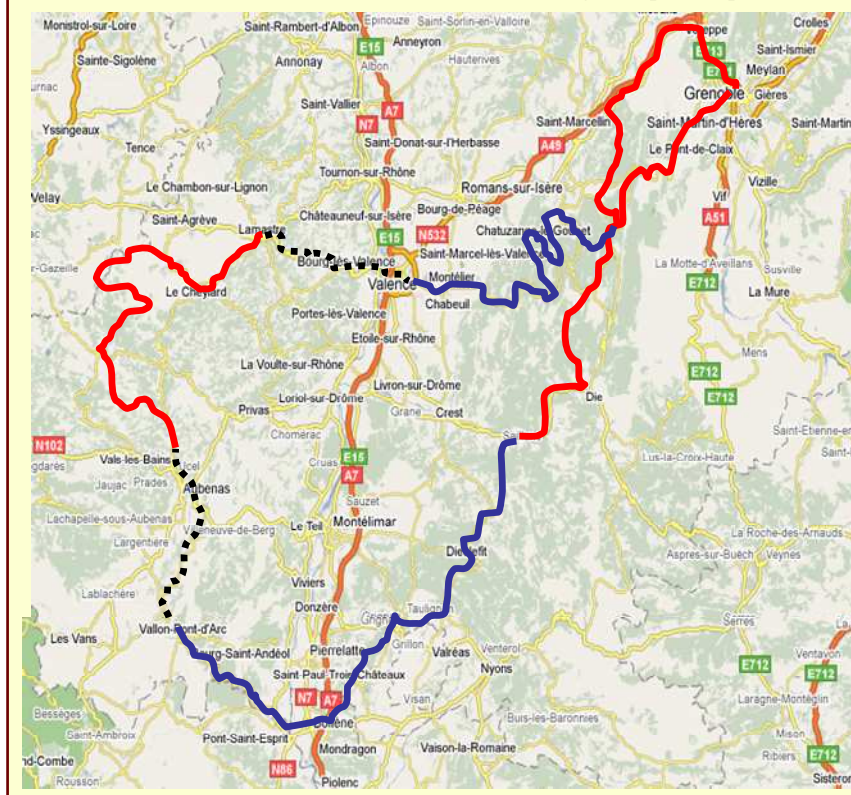 Monistrol-sur-Loire
Saint-Rambert-d'Albon
Epinouze
Saint-Sorlin-en-Valloire
Crolles
E15
Anneyron
Saint-Ismier
Sainte-Sigolène
Annonay
Albon
Hauterives
Meylan
Grenoble
Gières
Saint-Vallier
A7
N7
Saint-Marcellin
Saint-Martin-d'Hères
Saint-Martin
Yssingeaux
Saint-Donat-sur-l'Herbasse
A49
Le Pont-de-Claix
Tence
Tournon-sur-Rhône
Vizille
Le Chambon-sur-Lignon
Romans-sur-Isère
Vif
Velay
Saint-Agrève
Châteauneuf-sur-Isère
Bourg-de-Péage
A51
Lamastre
E15
N532
Saint-Marcel-lès-Valence
Bourg-lès-Valence
La Motte-d'Aveillans
Montélier
Susville
Valence
E712
Le Cheylard
Chabeuil
La Mure
Portes-lès-Valence
Etoile-sur-Rhône
Mens
La Voulte-sur-Rhône
E712
Livron-sur-Drôme
E712
Loriol-sur-Drôme
Die
Privas
Grane
Crest
Chomérac
N102
Vals-les-Bains
Cruas
E15
Lus-la-Croix-Haute
A7
Jaujac
Prades
Aubenas
Sauzet
Lachapelle-sous-Aubenas
Villeneuve-de-Berg
Le Teil
Montélimar
La Roche-des-Arnauds
Largentière
Dieulefit
Aspres-sur-Buëch
Veynes
Viviers
Lablachère
Donzère
Taulignan
Serres
Vallon-Pont-d'Arc
Grillon
Les Vans
Bourg-Saint-Andéol
Pierrelatte
Valréas
Venterol
Ventavon
E712
Saint-Paul-Trois-Châteaux
Nyons
N7
A7
Visan
Laragne-Montéglin
Bessèges
Buis-les-Baronnies
Saint-Ambroix
Bollène
Mison
Pont-Saint-Esprit
Mondragon
Vaison-la-Romaine
E712
Ribiers
N86
Rousson
Piolenc
Sisteron